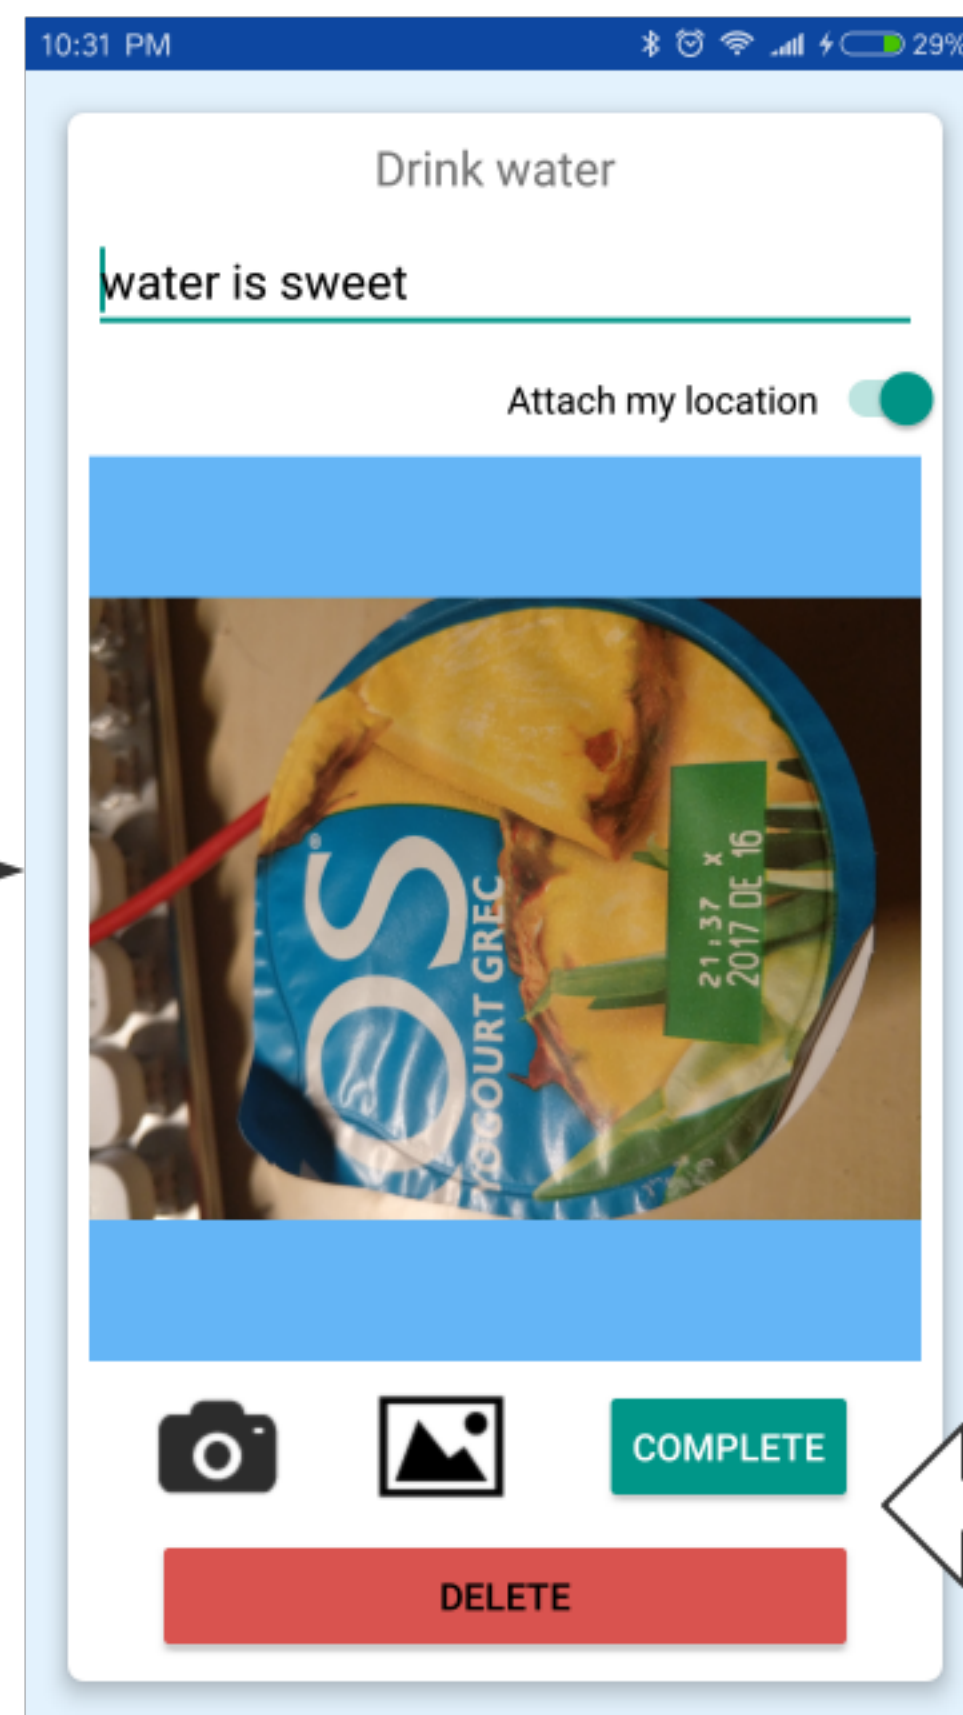 10:31 PM
29%
Drink water
water is sweet
Attach my location
OS®
YOGOURT GREC
21:37 X
2017 DE 16
COMPLETE
DELETE